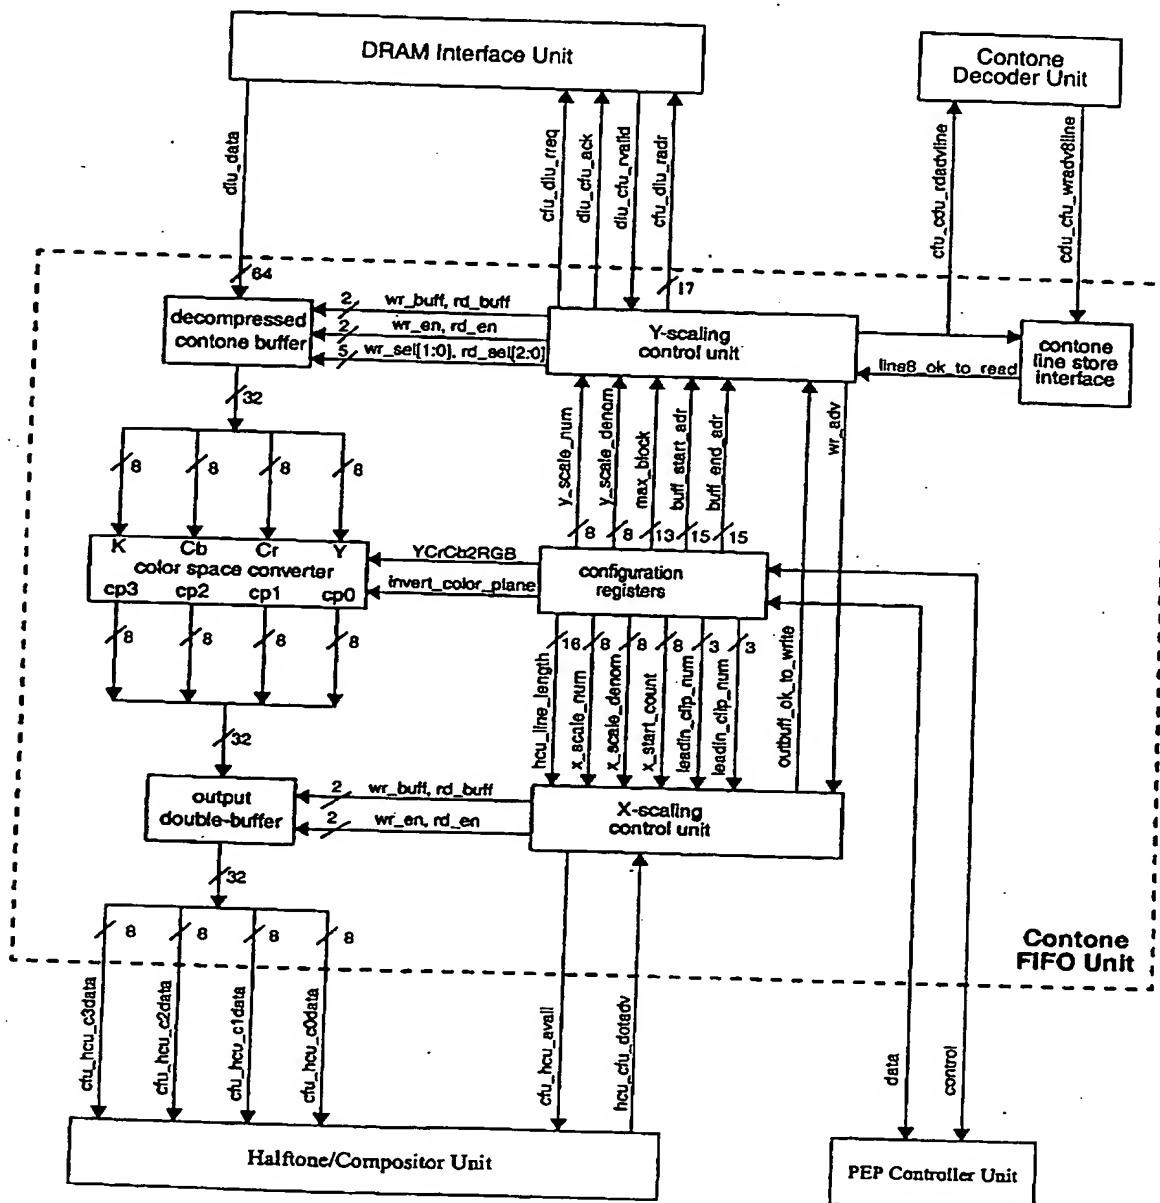 DRAM Interface Unit
Contone
Decoder Unit
diu_data
cfu_diu_rreq
diu_cfu_ack
diu_cfu_rvalid
cfu_diu_radr
cfu_cdu_rdadvline
cdu_cfu_wradv8line
64
17
decompressed
contone buffer
2
wr_buff, rd_buff
2
wr_en, rd_en
5
wr_sel[1:0], rd_sel[2:0]
Y-scaling
control unit
line8_ok_to_read
contone
line store
interface
32
8
8
8
8
y_scale_num
y_scale_denom
max_block
buff_start_adr
buff_end_adr
wr_adv
8
8
13
15
15
K
Cb
Cr
Y
color space converter
cp3
cp2
cp1
cp0
YCrCb2RGB
invert_color_plane
configuration
registers
8
8
8
8
16
8
8
8
3
3
hcu_line_length
x_scale_num
x_scale_denom
x_start_count
leadin_clip_num
leadin_clip_num
outbuff_ok_to_write
32
output
double-buffer
2
wr_buff, rd_buff
2
wr_en, rd_en
X-scaling
control unit
32
8
8
8
8
Contone
FIFO Unit
cfu_hcu_c3data
cfu_hcu_c2data
cfu_hcu_c1data
cfu_hcu_c0data
cfu_hcu_avail
hcu_cfu_dotadv
data
control
Halftone/Compositor Unit
PEP Controller Unit